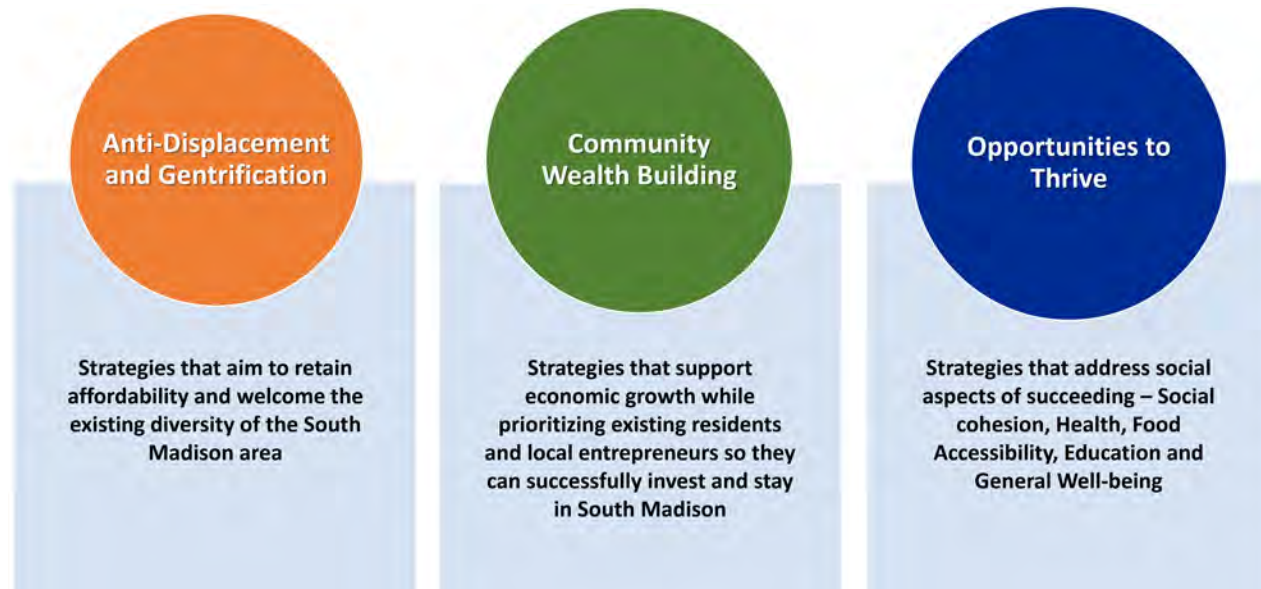 Anti-Displacement
and Gentrification
Strategies that aim to retain
affordability and welcome the
existing diversity of the South
Madison area
Community
Wealth Building
Strategies that support
economic growth while
prioritizing existing residents
and local entrepreneurs so they
can successfully invest and stay
in South Madison
Opportunities to
Thrive
Strategies that address social
aspects of succeeding – Social
cohesion, Health, Food
Accessibility, Education and
General Well-being